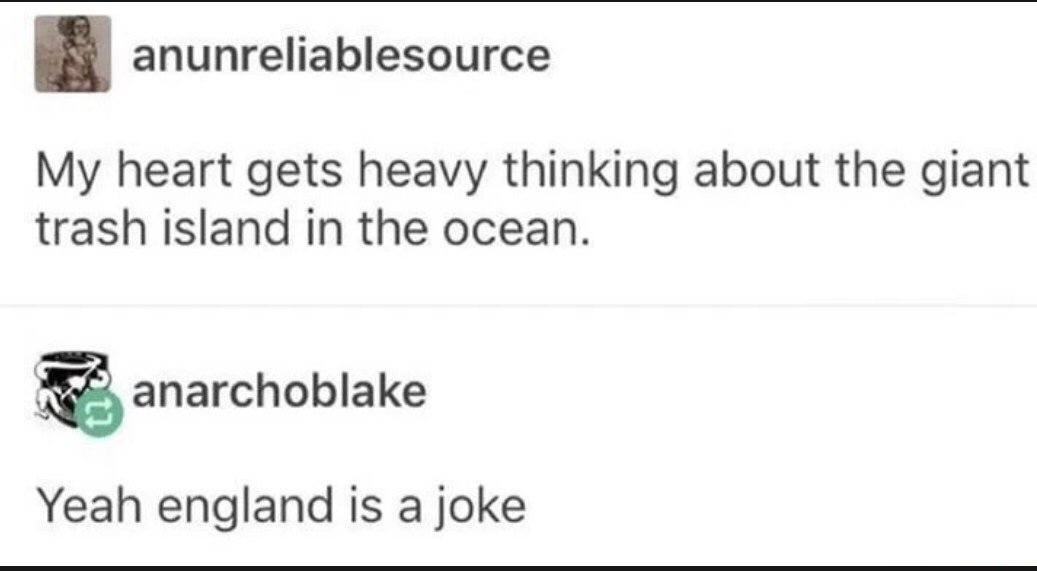 anunreliablesource
My heart gets heavy thinking about the giant
trash island in the ocean.
anarchoblake
Yeah england is a joke